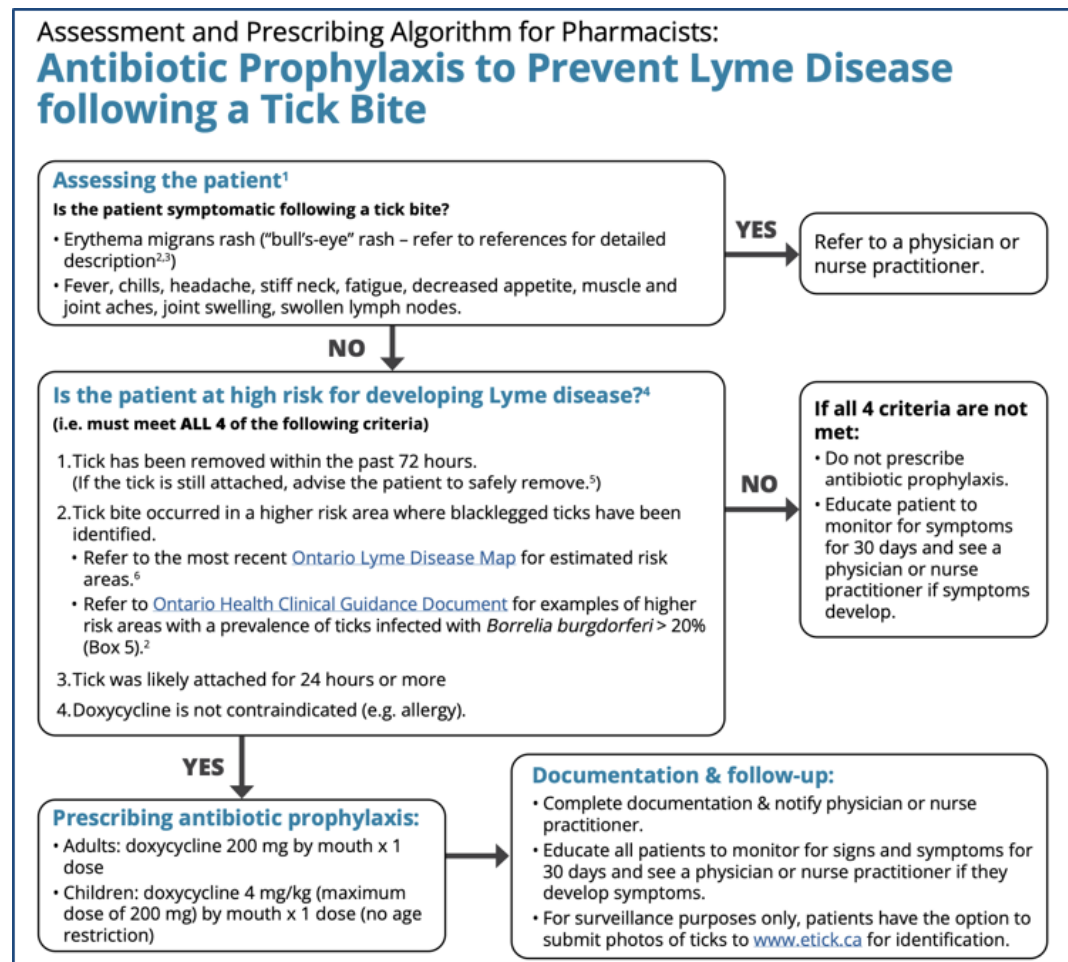 Assessment and Prescribing Algorithm for Pharmacists:
Antibiotic Prophylaxis to Prevent Lyme Disease
following a Tick Bite
Assessing the patient¹
Is the patient symptomatic following a tick bite?
• Erythema migrans rash (“bull’s-eye” rash – refer to references for detailed
description²,³)
• Fever, chills, headache, stiff neck, fatigue, decreased appetite, muscle and
joint aches, joint swelling, swollen lymph nodes.
YES
Refer to a physician or
nurse practitioner.
NO
Is the patient at high risk for developing Lyme disease?⁴
(i.e. must meet ALL 4 of the following criteria)
1.Tick has been removed within the past 72 hours.
(If the tick is still attached, advise the patient to safely remove.⁵)
2.Tick bite occurred in a higher risk area where blacklegged ticks have been
identified.
• Refer to the most recent Ontario Lyme Disease Map for estimated risk
areas.⁶
• Refer to Ontario Health Clinical Guidance Document for examples of higher
risk areas with a prevalence of ticks infected with Borrelia burgdorferi > 20%
(Box 5).²
3.Tick was likely attached for 24 hours or more
4.Doxycycline is not contraindicated (e.g. allergy).
NO
If all 4 criteria are not
met:
• Do not prescribe
antibiotic prophylaxis.
• Educate patient to
monitor for symptoms
for 30 days and see a
physician or nurse
practitioner if symptoms
develop.
YES
Prescribing antibiotic prophylaxis:
• Adults: doxycycline 200 mg by mouth x 1
dose
• Children: doxycycline 4 mg/kg (maximum
dose of 200 mg) by mouth x 1 dose (no age
restriction)
Documentation & follow-up:
• Complete documentation & notify physician or nurse
practitioner.
• Educate all patients to monitor for signs and symptoms for
30 days and see a physician or nurse practitioner if they
develop symptoms.
• For surveillance purposes only, patients have the option to
submit photos of ticks to www.etick.ca for identification.